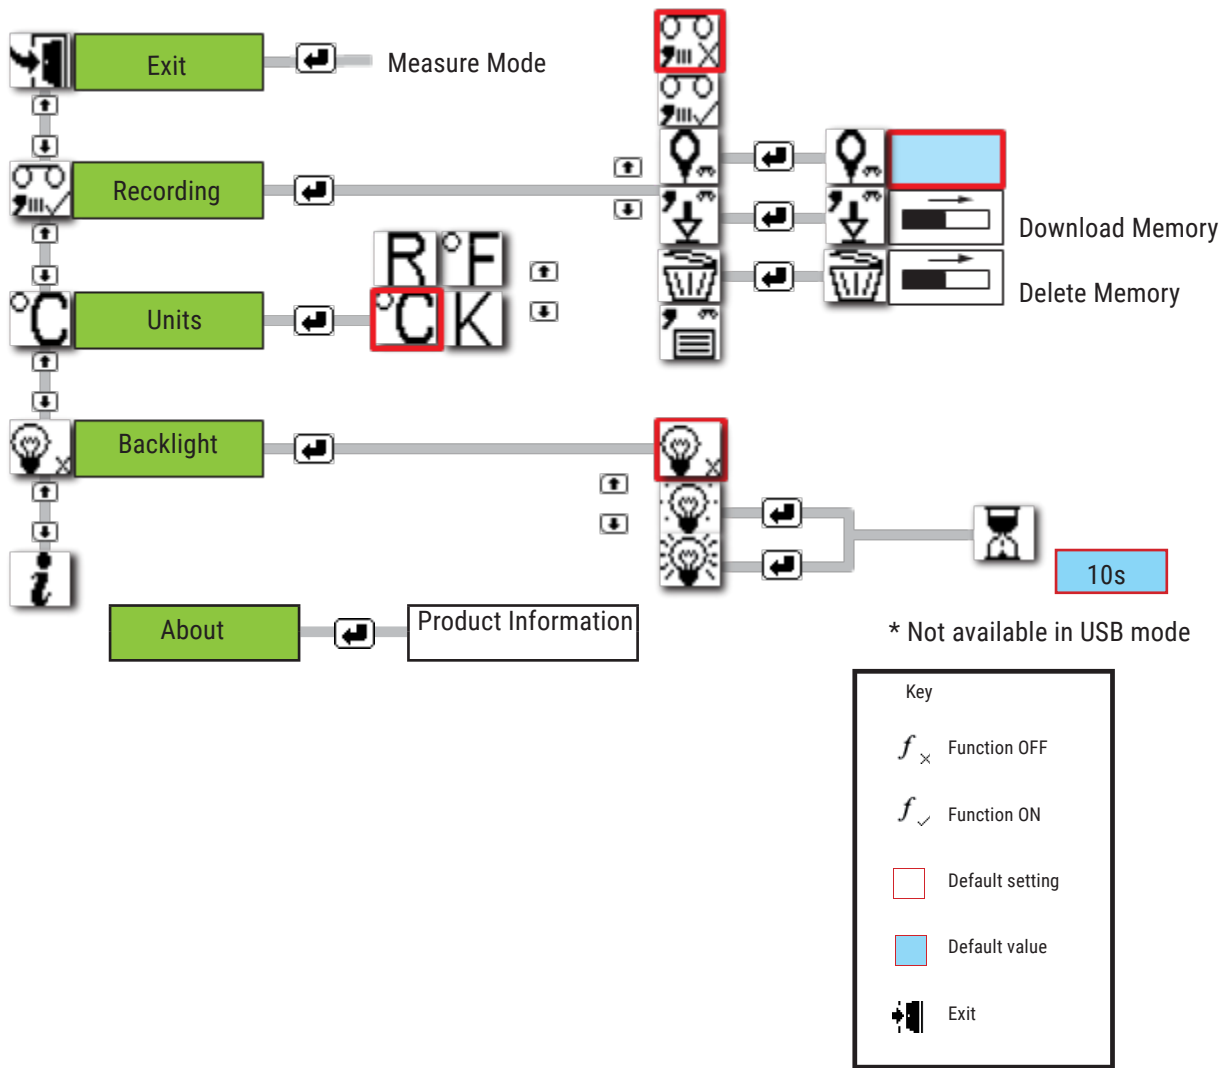 Exit
Measure Mode
Recording
Download Memory
Delete Memory
R °F
°C Units
°C K
Backlight
10s
i
About
Product Information
* Not available in USB mode
Key
f x Function OFF
f ✓ Function ON
Default setting
Default value
Exit